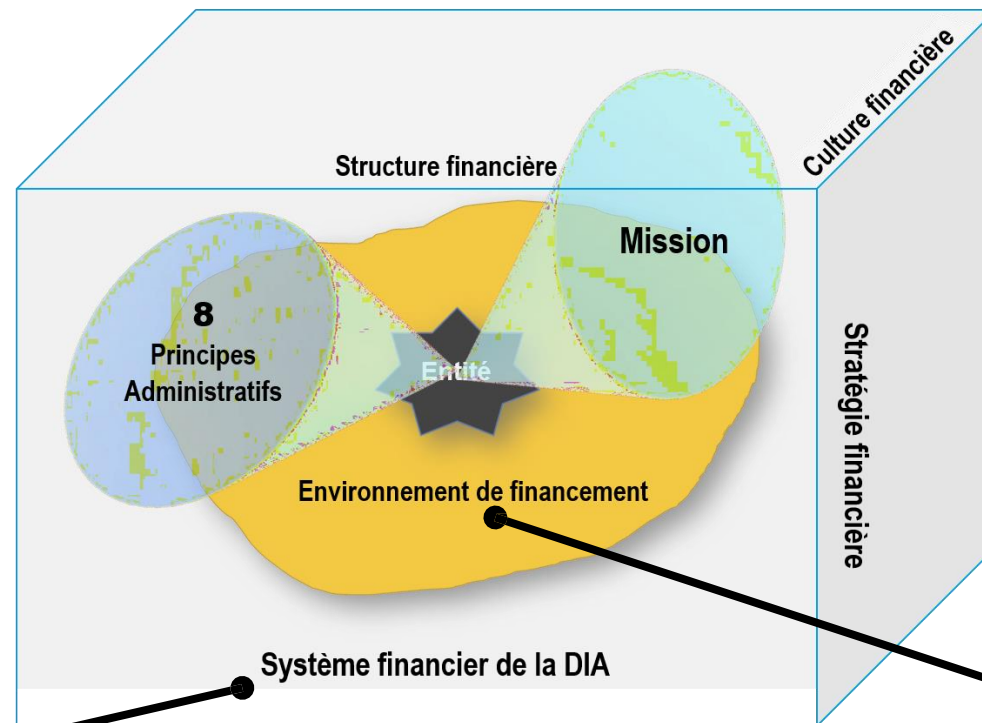 Culture financière
Structure financière
Mission
8
Principes
Administratifs
Entité
Stratégie financière
Environnement de financement
Système financier de la DIA